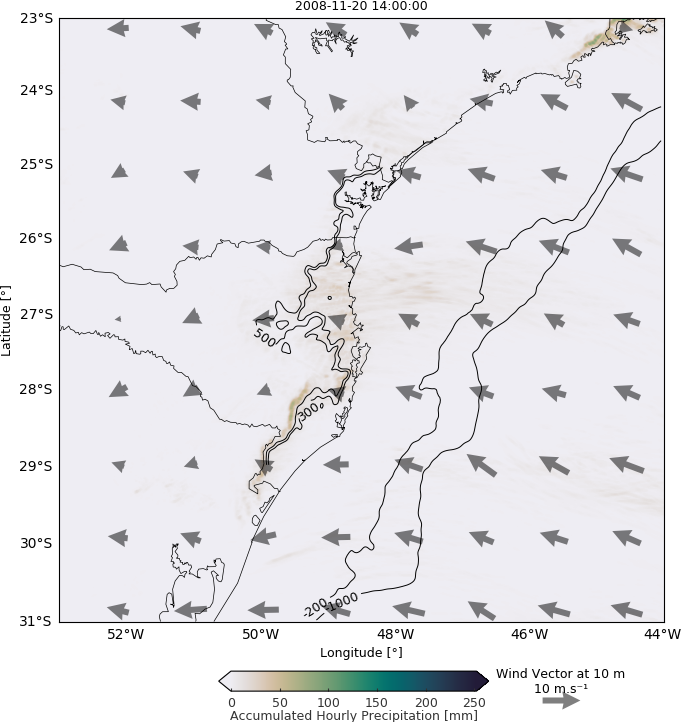 2008-11-20 14:00:00
23°S
24°S
25°S
26°S
27°S
28°S
29°S
30°S
31°S
Latitude [°]
500
300
-200
-1000
52°W 50°W 48°W 46°W 44°W
Longitude [°]
0 50 100 150 200 250
Accumulated Hourly Precipitation [mm]
Wind Vector at 10 m
10 m.s⁻¹